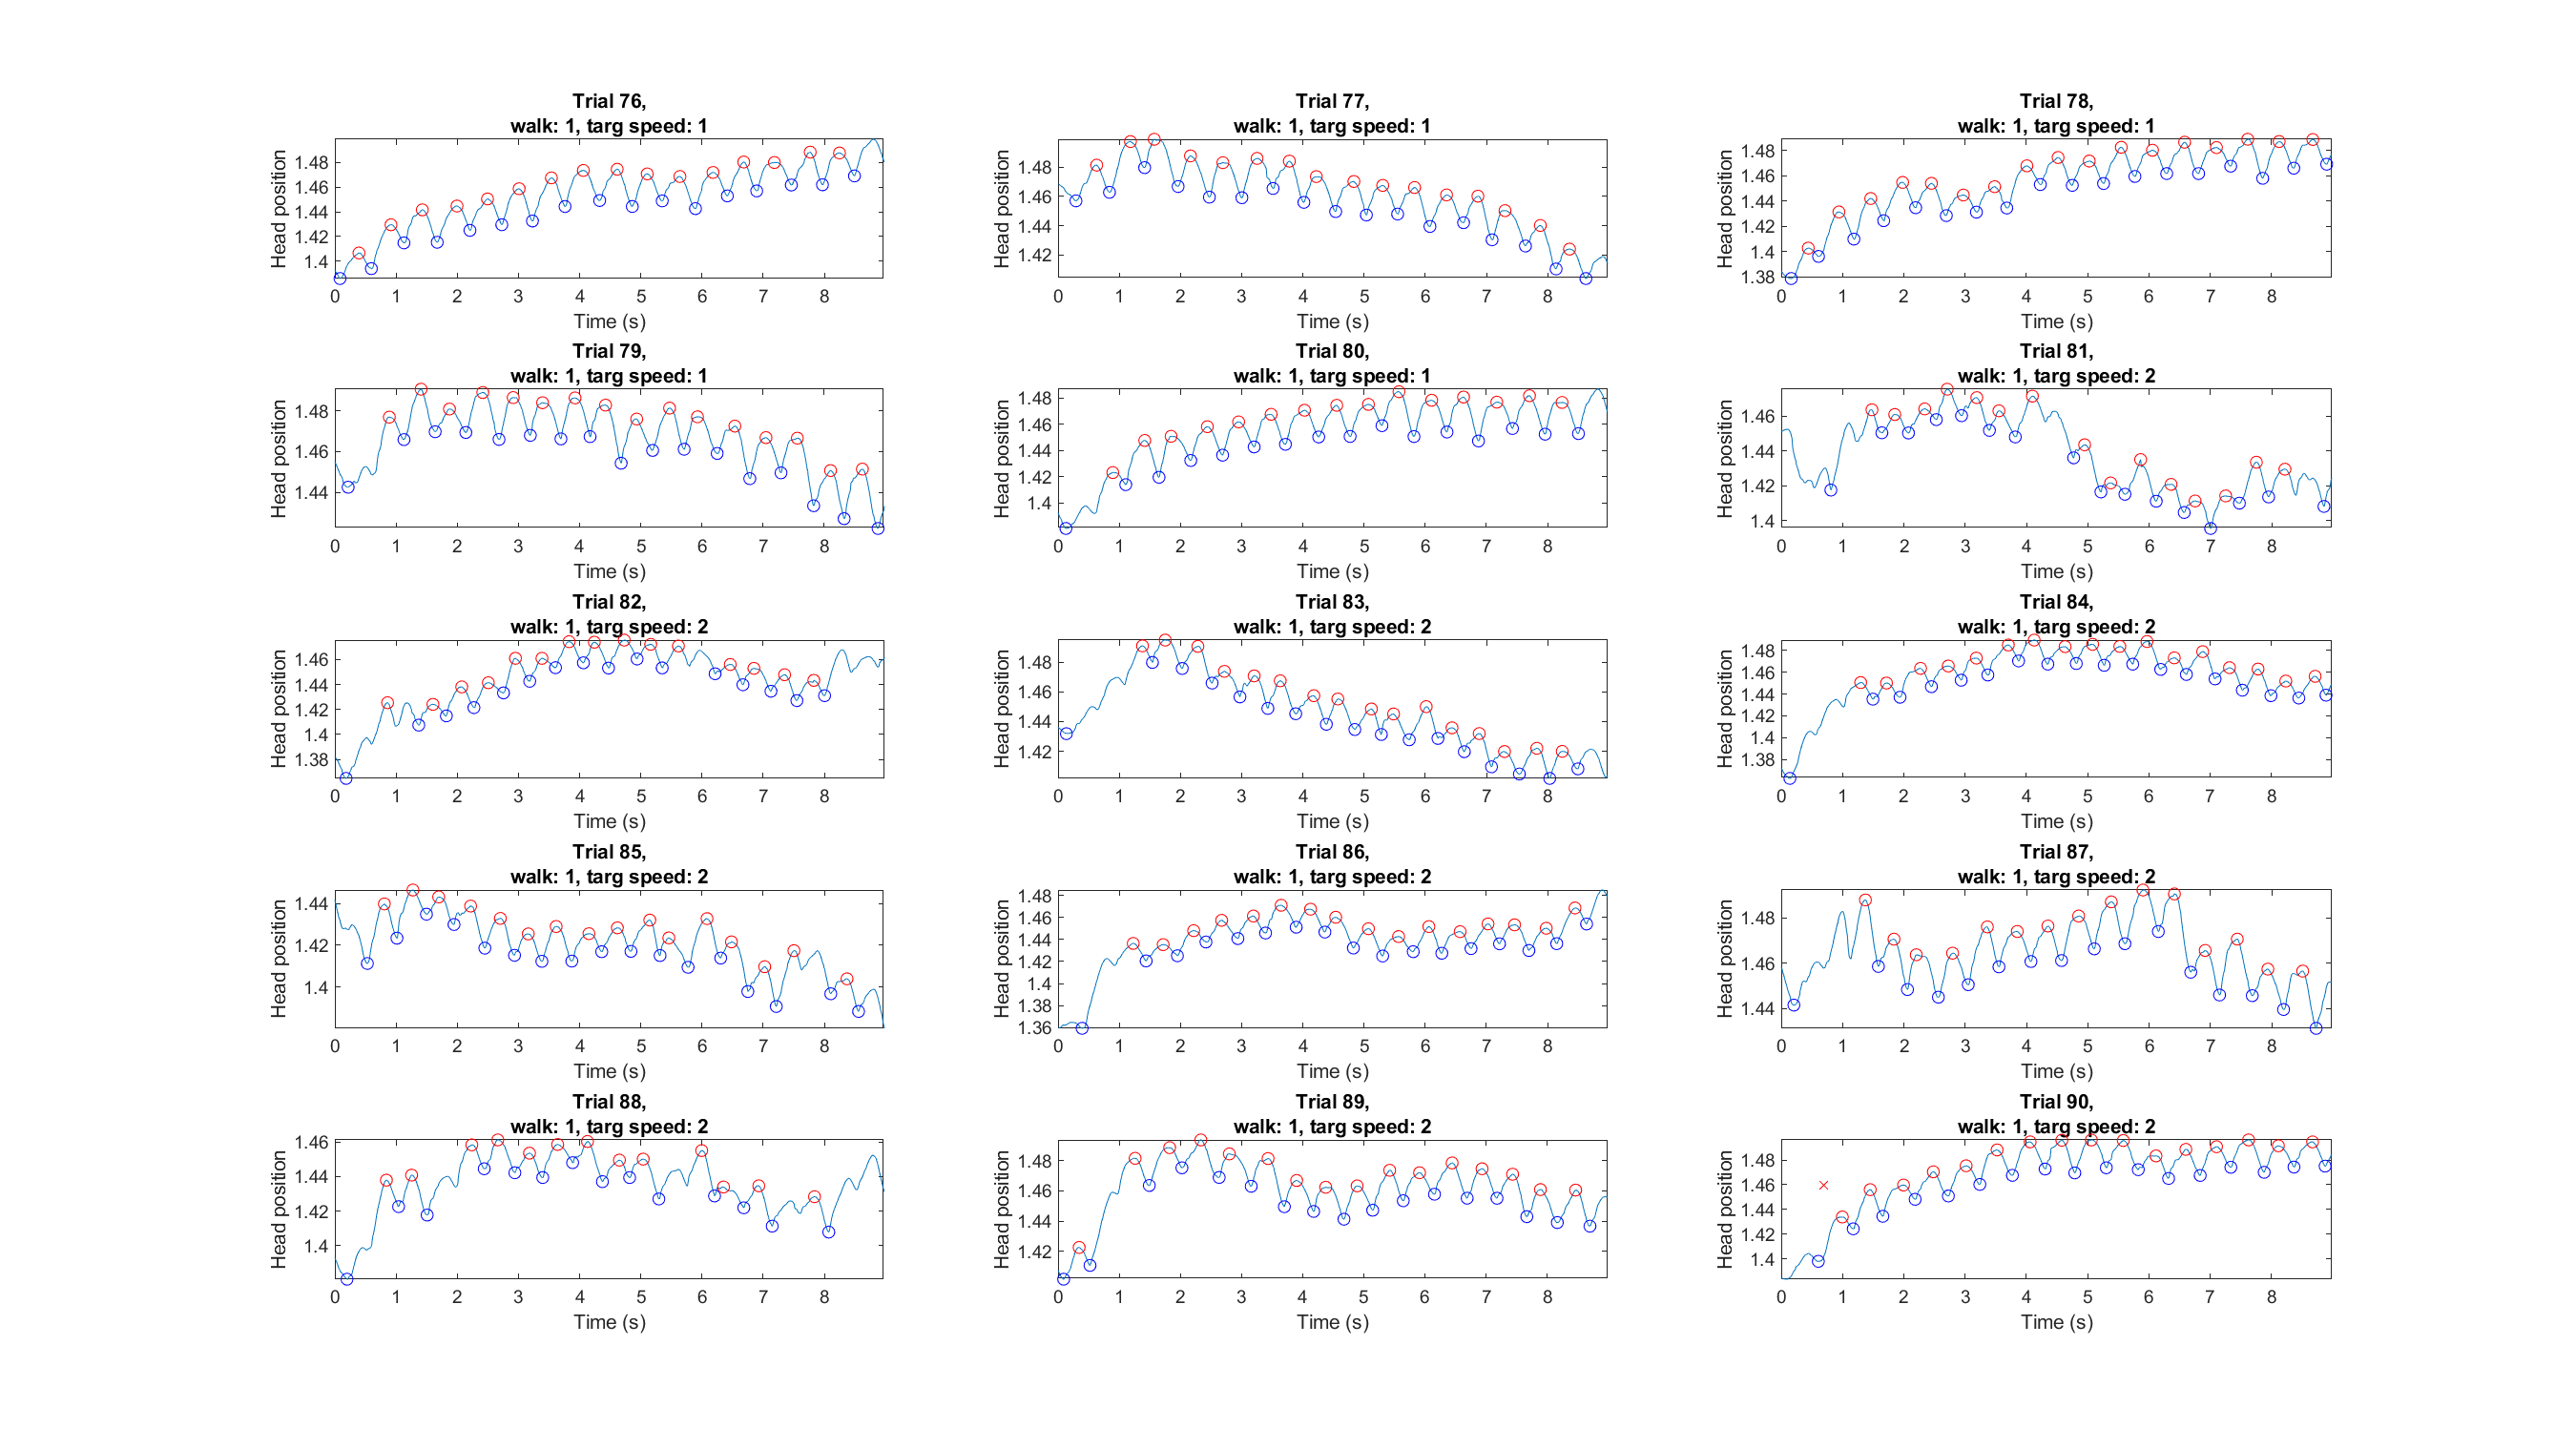 Trial 76,
walk: 1, targ speed: 1
Head position
1.48
1.46
1.44
1.42
1.4
0 1 2 3 4 5 6 7 8
Time (s)
Trial 77,
walk: 1, targ speed: 1
Head position
1.48
1.46
1.44
1.42
0 1 2 3 4 5 6 7 8
Time (s)
Trial 78,
walk: 1, targ speed: 1
Head position
1.48
1.46
1.44
1.42
1.4
1.38
0 1 2 3 4 5 6 7 8
Time (s)
Trial 79,
walk: 1, targ speed: 1
Head position
1.48
1.46
1.44
0 1 2 3 4 5 6 7 8
Time (s)
Trial 80,
walk: 1, targ speed: 1
Head position
1.48
1.46
1.44
1.42
1.4
0 1 2 3 4 5 6 7 8
Time (s)
Trial 81,
walk: 1, targ speed: 2
Head position
1.46
1.44
1.42
1.4
0 1 2 3 4 5 6 7 8
Time (s)
Trial 82,
walk: 1, targ speed: 2
Head position
1.46
1.44
1.42
1.4
1.38
0 1 2 3 4 5 6 7 8
Time (s)
Trial 83,
walk: 1, targ speed: 2
Head position
1.48
1.46
1.44
1.42
0 1 2 3 4 5 6 7 8
Time (s)
Trial 84,
walk: 1, targ speed: 2
Head position
1.48
1.46
1.44
1.42
1.4
1.38
0 1 2 3 4 5 6 7 8
Time (s)
Trial 85,
walk: 1, targ speed: 2
Head position
1.44
1.42
1.4
0 1 2 3 4 5 6 7 8
Time (s)
Trial 86,
walk: 1, targ speed: 2
Head position
1.48
1.46
1.44
1.42
1.4
1.38
1.36
0 1 2 3 4 5 6 7 8
Time (s)
Trial 87,
walk: 1, targ speed: 2
Head position
1.48
1.46
1.44
0 1 2 3 4 5 6 7 8
Time (s)
Trial 88,
walk: 1, targ speed: 2
Head position
1.46
1.44
1.42
1.4
0 1 2 3 4 5 6 7 8
Time (s)
Trial 89,
walk: 1, targ speed: 2
Head position
1.48
1.46
1.44
1.42
0 1 2 3 4 5 6 7 8
Time (s)
Trial 90,
walk: 1, targ speed: 2
Head position
1.48
1.46
1.44
1.42
1.4
0 1 2 3 4 5 6 7 8
Time (s)